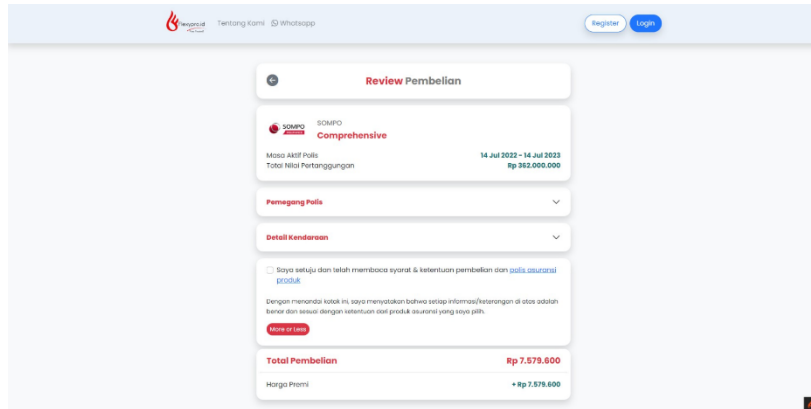 Tentang Kami Whatsapp
Register Login
Review Pembelian
SOMPO
SOMPO
Comprehensive
Masa Aktif Polis 14 Jul 2022 - 14 Jul 2023
Total Nilai Pertanggungan Rp 362.000.000
Pemegang Polis
Detail Kendaraan
Saya setuju dan telah membaca syarat & ketentuan pembelian dan polis asuransi
produk
Dengan menandai kotak ini, saya menyatakan bahwa setiap informasi/keterangan di atas adalah
benar dan sesuai dengan ketentuan dari produk asuransi yang saya pilih.
More or Less
Total Pembelian Rp 7.579.600
Harga Premi + Rp 7.579.600